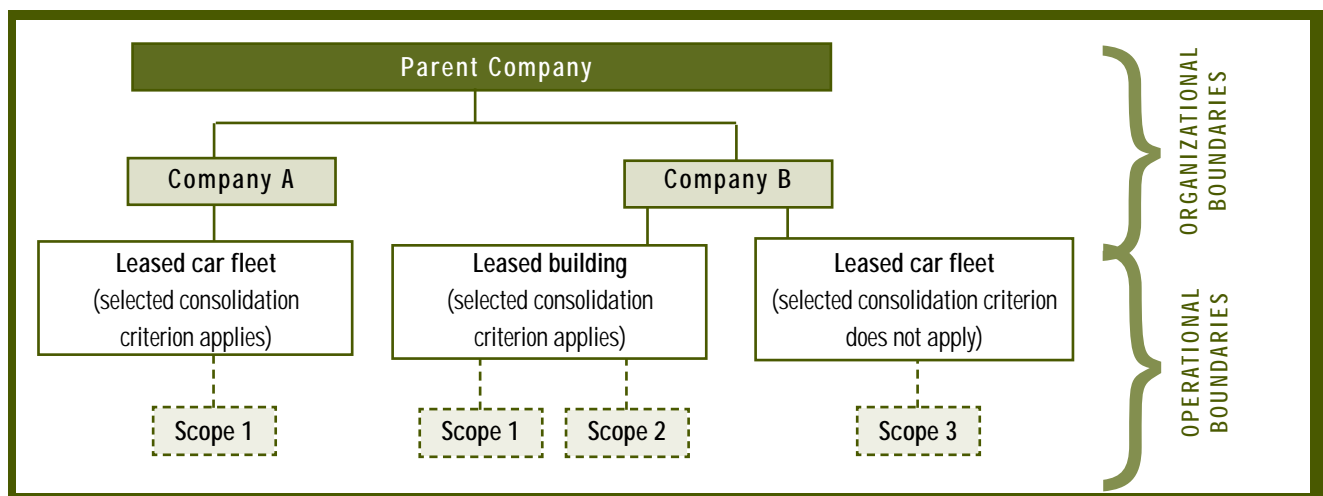 Parent Company
Company A
Company B
Leased car fleet
(selected consolidation
criterion applies)
Leased building
(selected consolidation
criterion applies)
Leased car fleet
(selected consolidation criterion
does not apply)
Scope 1
Scope 1
Scope 2
Scope 3
ORGANIZATIONAL
BOUNDARIES
OPERATIONAL
BOUNDARIES